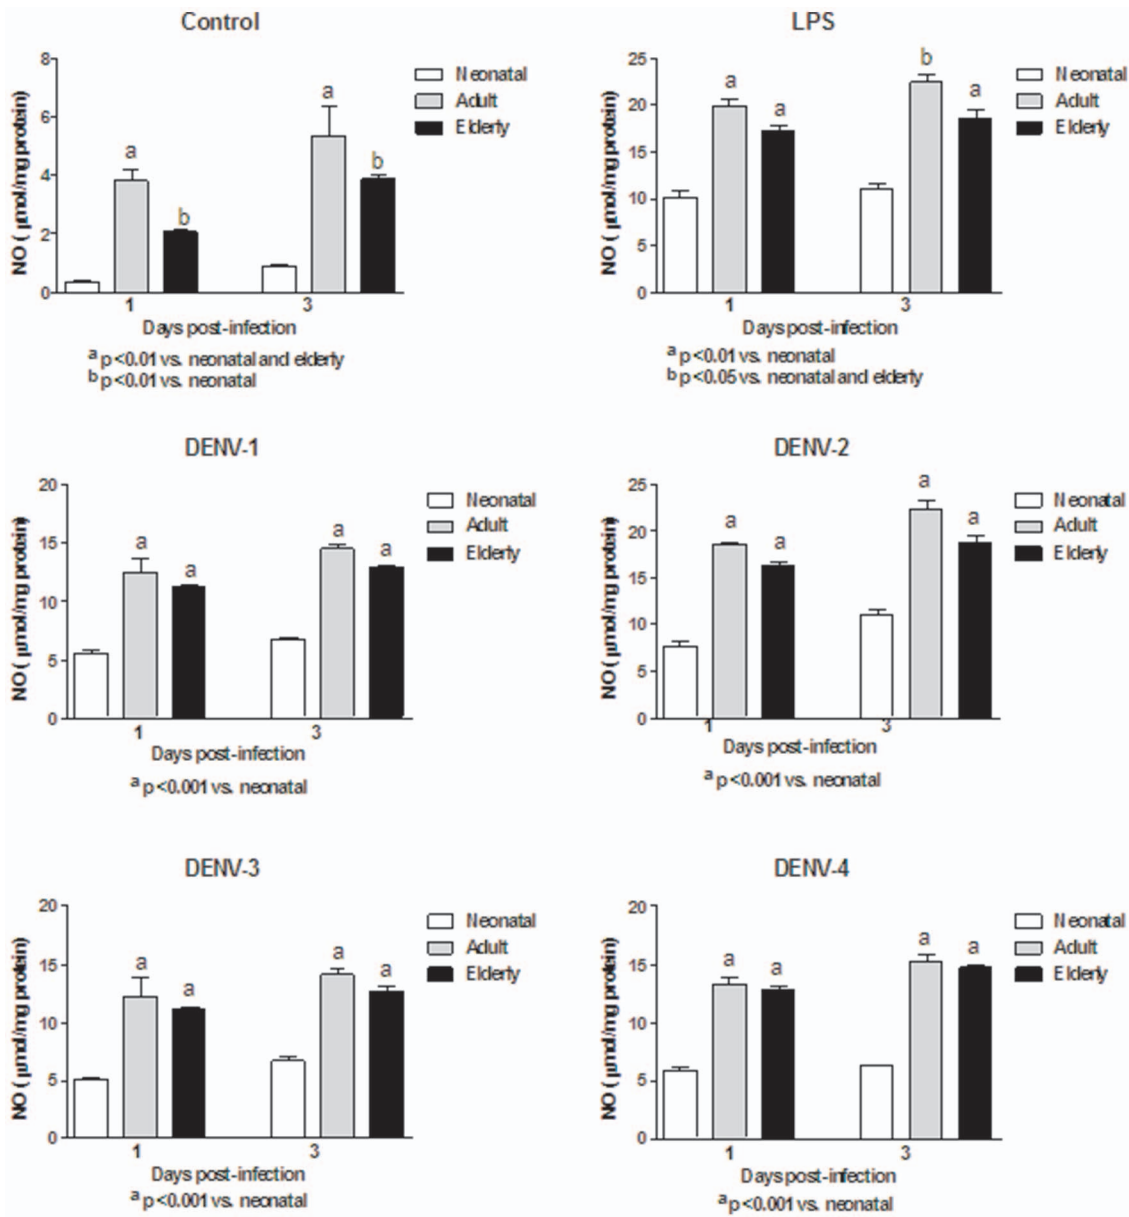 Control
8
6
4
2
0
NO ( µmol/mg protein)
a
b
a
b
Neonatal
Adult
Elderly
1
3
Days post-infection
a p<0.01 vs. neonatal and elderly
b p<0.01 vs. neonatal
LPS
25
20
15
10
5
0
NO ( µmol/mg protein)
a
a
b
a
Neonatal
Adult
Elderly
1
3
Days post-infection
a p<0.01 vs. neonatal
b p<0.05 vs. neonatal and elderly
DENV-1
20
15
10
5
0
NO ( µmol/mg protein)
a
a
a
a
Neonatal
Adult
Elderly
1
3
Days post-infection
a p<0.001 vs. neonatal
DENV-2
25
20
15
10
5
0
NO ( µmol/mg protein)
a
a
a
a
Neonatal
Adult
Elderly
1
3
Days post-infection
a p<0.001 vs. neonatal
DENV-3
20
15
10
5
0
NO ( µmol/mg protein)
a
a
a
a
Neonatal
Adult
Elderly
1
3
Days post-infection
a p<0.001 vs. neonatal
DENV-4
20
15
10
5
0
NO ( µmol/mg protein)
a
a
a
a
Neonatal
Adult
Elderly
1
3
Days post-infection
a p<0.001 vs. neonatal